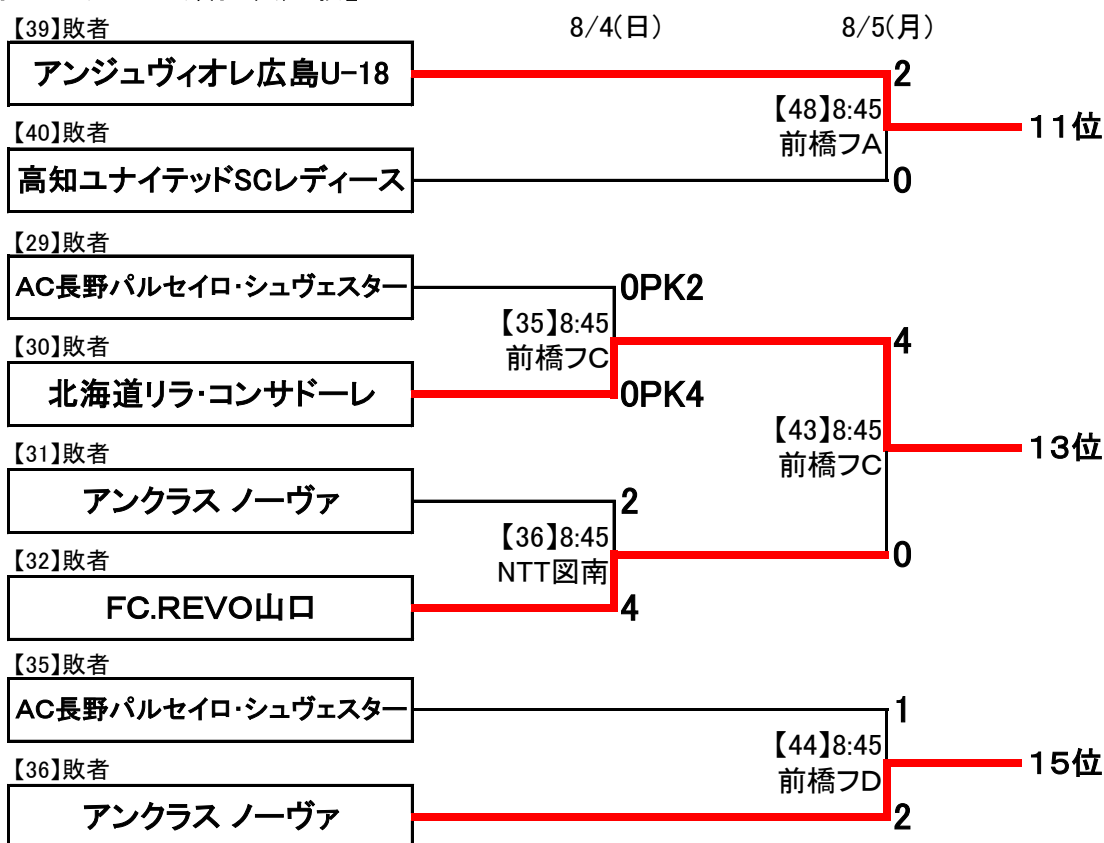 【39】敗者
8/4(日)
8/5(月)
アンジュヴィオレ広島U-18
2
【48】8:45
前橋フA
11位
【40】敗者
高知ユナイテッドSCレディース
0
【29】敗者
AC長野パルセイロ・シュヴェスター
0PK2
【35】8:45
前橋フC
4
【30】敗者
北海道リラ・コンサドーレ
0PK4
【43】8:45
前橋フC
13位
【31】敗者
アンクラス ノーヴァ
2
【36】8:45
NTT図南
0
【32】敗者
FC.REVO山口
4
【35】敗者
AC長野パルセイロ・シュヴェスター
1
【44】8:45
前橋フD
15位
【36】敗者
アンクラス ノーヴァ
2